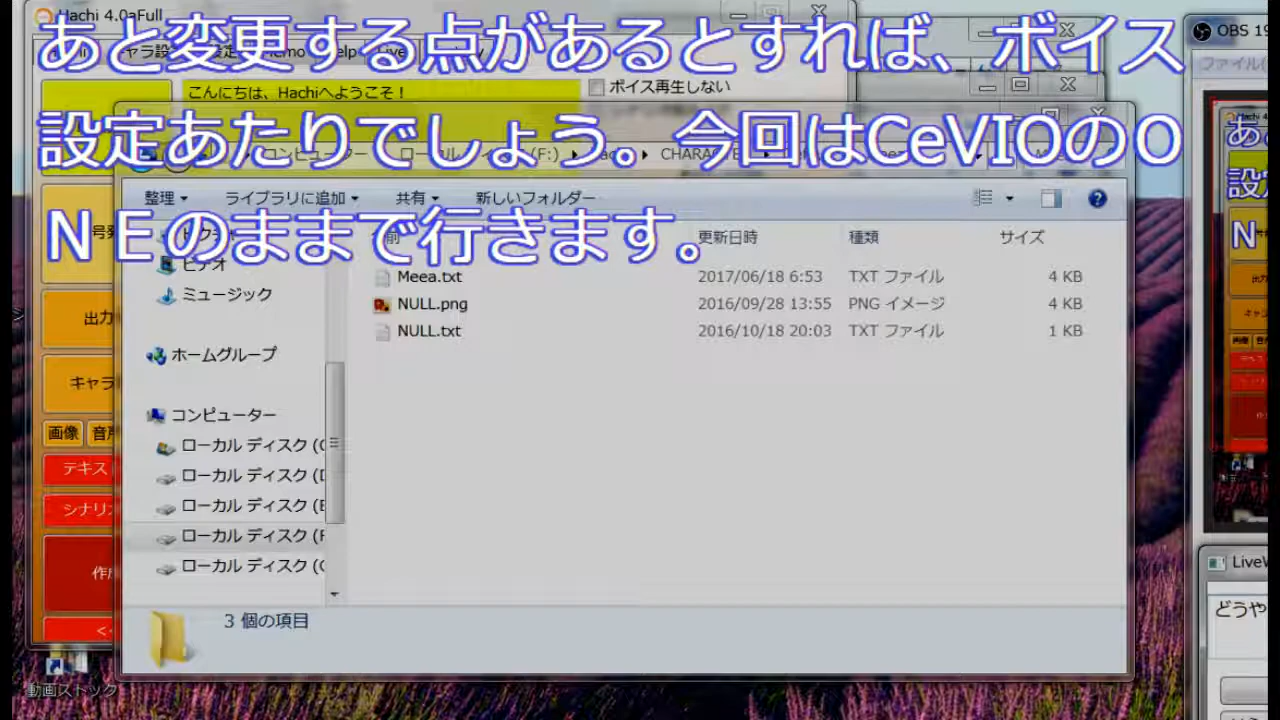 Hachi 4.0aFull
OBS 19
あと変更する点があるとすれば、ボイス
設定あたりでしょう。今回はCeVIOのO
NEのままで行きます。
こんにちは、Hachiへようこそ！
ボイス再生しない
整理
ライブラリに追加
共有
新しいフォルダー
更新日時
種類
サイズ
ビデオ
ミュージック
ホームグループ
コンピューター
ローカル ディスク (C
ローカル ディスク (D
ローカル ディスク (E
ローカル ディスク (F
ローカル ディスク (G
Meea.txt
2017/06/18 6:53
TXT ファイル
4 KB
NULL.png
2016/09/28 13:55
PNG イメージ
4 KB
NULL.txt
2016/10/18 20:03
TXT ファイル
1 KB
3 個の項目
出力
キャラ
画像
テキス
シナリ
作
<<
動画ストック
LiveW
どうや